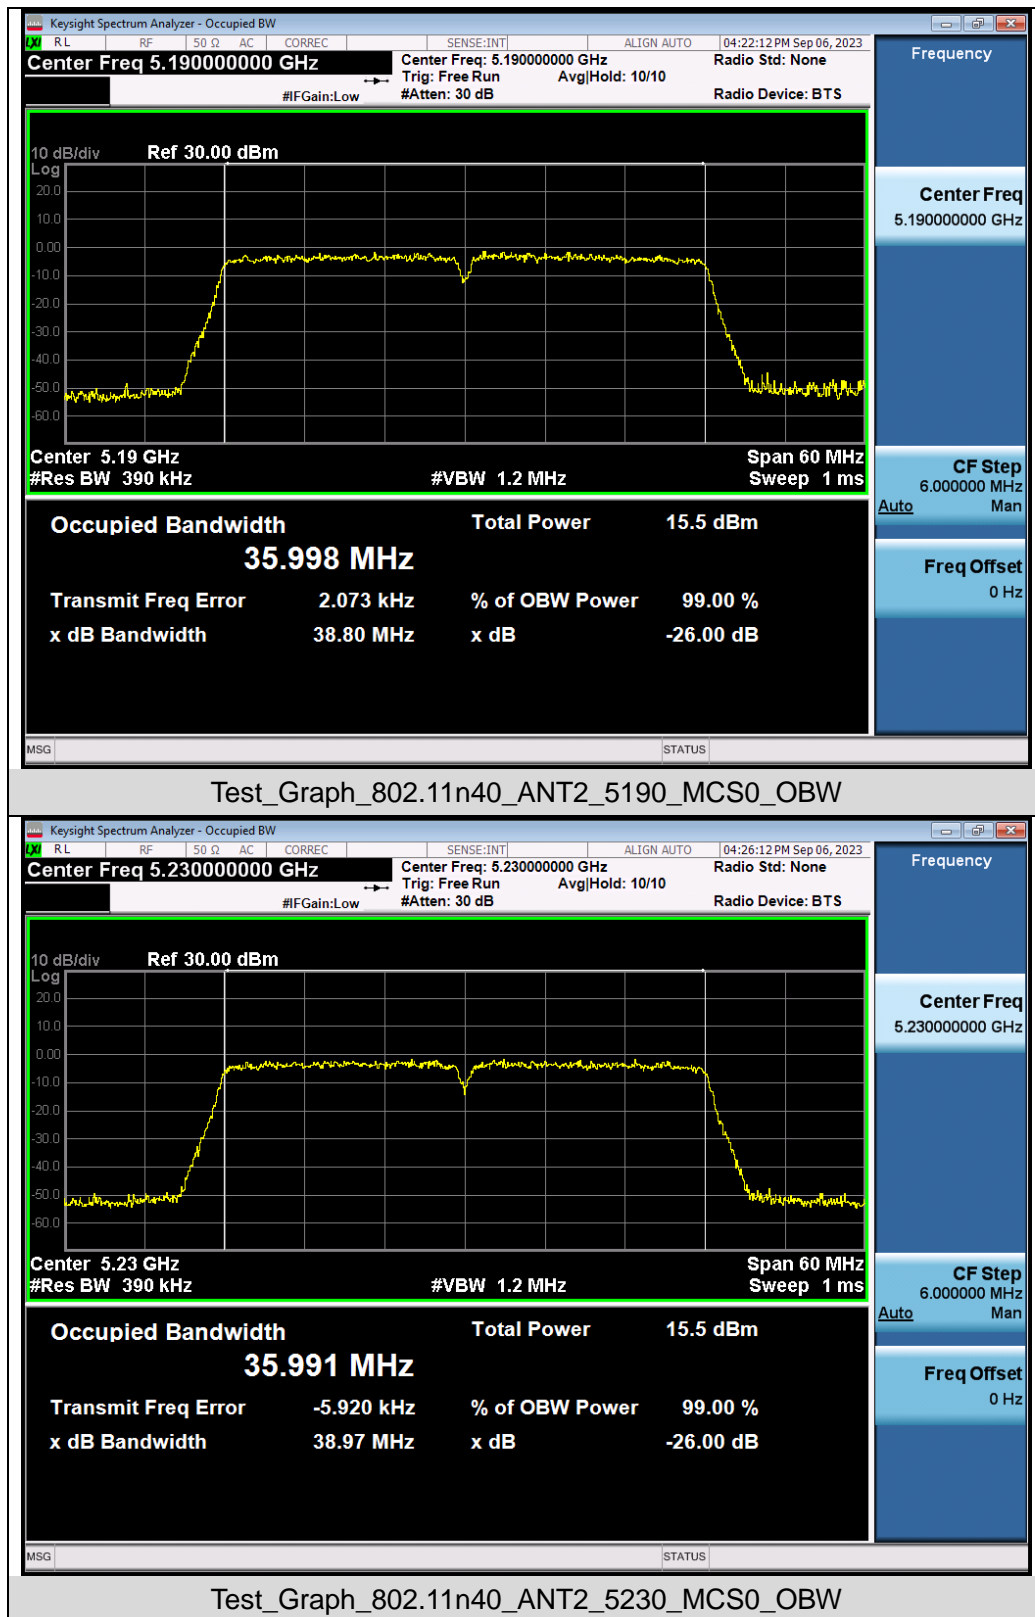 Keysight Spectrum Analyzer - Occupied BW
LXI RL RF 50 Ω AC CORREC SENSE:INT ALIGN AUTO 04:22:12 PM Sep 06, 2023
Center Freq 5.190000000 GHz
Center Freq: 5.190000000 GHz Radio Std: None
Trig: Free Run Avg|Hold: 10/10
#IFGain:Low #Atten: 30 dB Radio Device: BTS
Frequency
10 dB/div Ref 30.00 dBm
Log
20.0
10.0
0.00
-10.0
-20.0
-30.0
-40.0
-50.0
-60.0
Center 5.19 GHz Span 60 MHz
#Res BW 390 kHz #VBW 1.2 MHz Sweep 1 ms
Center Freq
5.190000000 GHz
CF Step
6.000000 MHz
Auto Man
Freq Offset
0 Hz
Occupied Bandwidth Total Power 15.5 dBm
35.998 MHz
Transmit Freq Error 2.073 kHz % of OBW Power 99.00 %
x dB Bandwidth 38.80 MHz x dB -26.00 dB
MSG STATUS
Test_Graph_802.11n40_ANT2_5190_MCS0_OBW
Keysight Spectrum Analyzer - Occupied BW
LXI RL RF 50 Ω AC CORREC SENSE:INT ALIGN AUTO 04:26:12 PM Sep 06, 2023
Center Freq 5.230000000 GHz
Center Freq: 5.230000000 GHz Radio Std: None
Trig: Free Run Avg|Hold: 10/10
#IFGain:Low #Atten: 30 dB Radio Device: BTS
Frequency
10 dB/div Ref 30.00 dBm
Log
20.0
10.0
0.00
-10.0
-20.0
-30.0
-40.0
-50.0
-60.0
Center 5.23 GHz Span 60 MHz
#Res BW 390 kHz #VBW 1.2 MHz Sweep 1 ms
Center Freq
5.230000000 GHz
CF Step
6.000000 MHz
Auto Man
Freq Offset
0 Hz
Occupied Bandwidth Total Power 15.5 dBm
35.991 MHz
Transmit Freq Error -5.920 kHz % of OBW Power 99.00 %
x dB Bandwidth 38.97 MHz x dB -26.00 dB
MSG STATUS
Test_Graph_802.11n40_ANT2_5230_MCS0_OBW